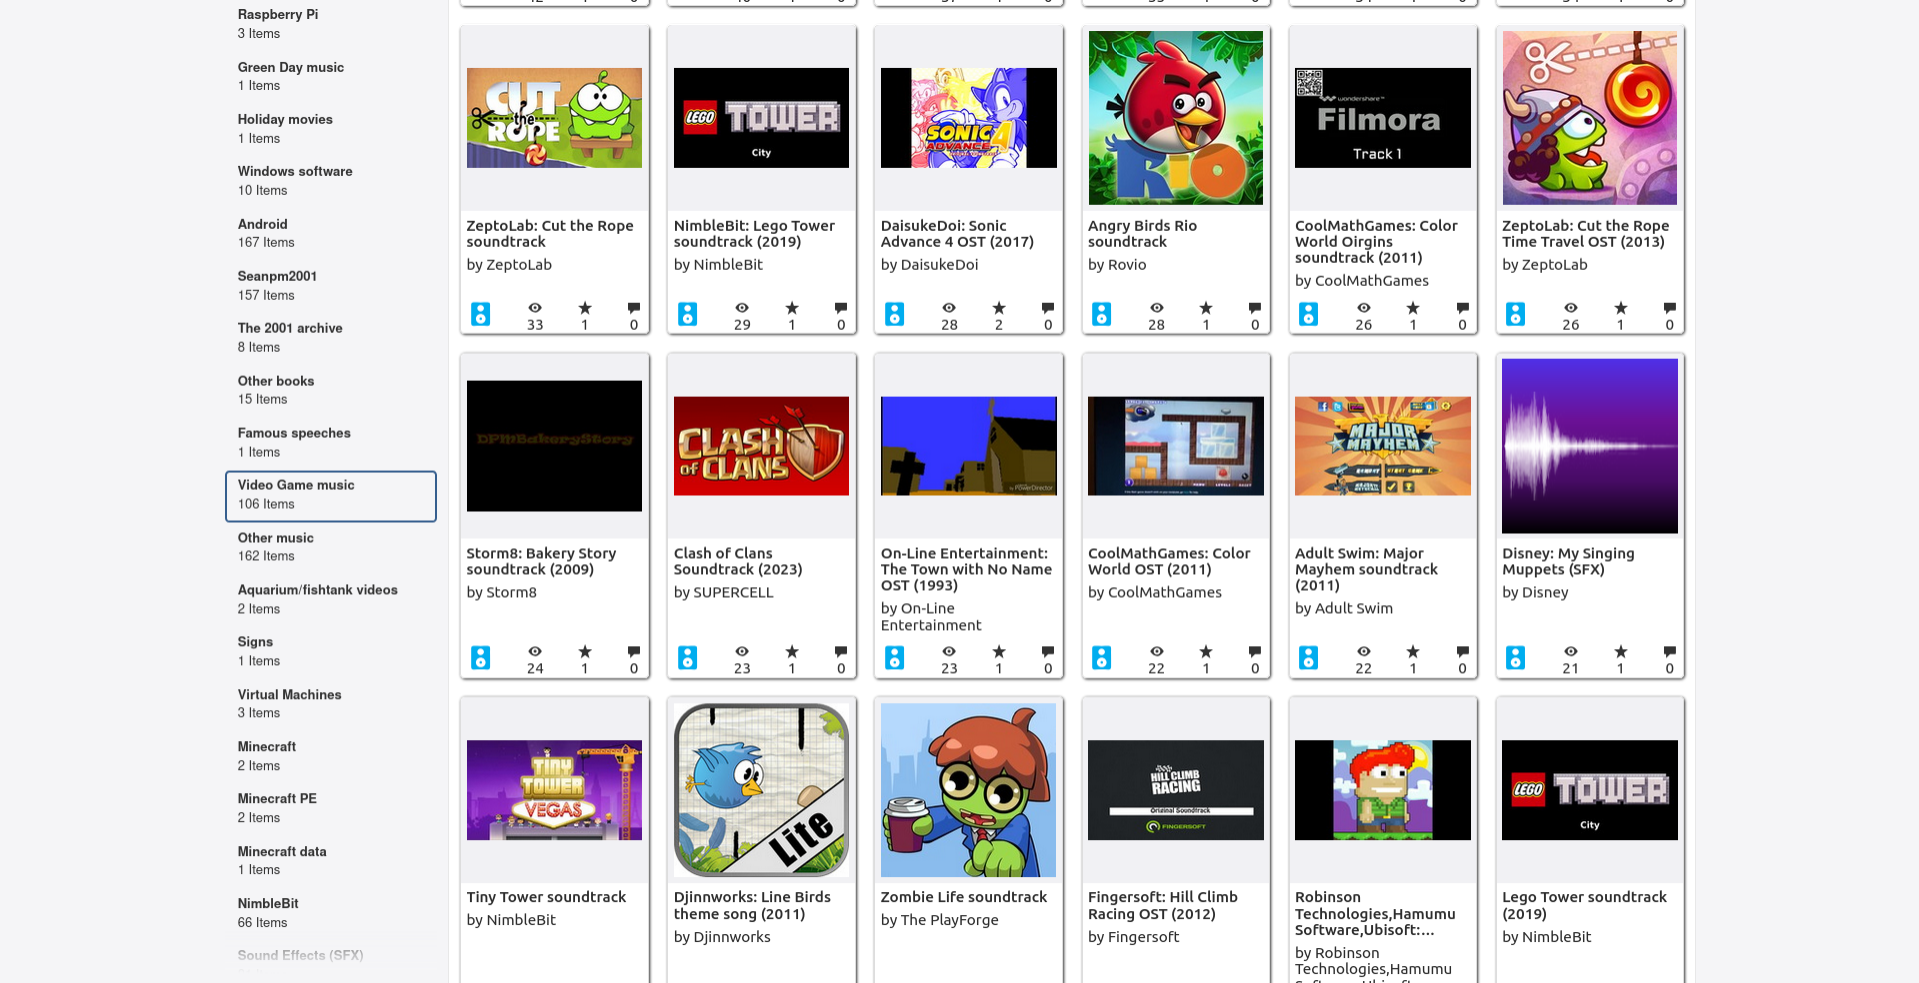 Raspberry Pi
3 Items
Green Day music
1 Items
Holiday movies
1 Items
Windows software
10 Items
Android
167 Items
Seanpm2001
157 Items
The 2001 archive
8 Items
Other books
15 Items
Famous speeches
1 Items
Video Game music
106 Items
Other music
162 Items
Aquarium/fishtank videos
2 Items
Signs
1 Items
Virtual Machines
3 Items
Minecraft
2 Items
Minecraft PE
2 Items
Minecraft data
1 Items
NimbleBit
66 Items
Sound Effects (SFX)
CUT
the
ROPE
ZeptoLab: Cut the Rope
soundtrack
by ZeptoLab
33 1 0
LEGO TOWER
City
NimbleBit: Lego Tower
soundtrack (2019)
by NimbleBit
29 1 0
SONIC
ADVANCE 4
DaisukeDoi: Sonic
Advance 4 OST (2017)
by DaisukeDoi
28 2 0
RIO
Angry Birds Rio
soundtrack
by Rovio
28 1 0
wondershare
Filmora
Track 1
CoolMathGames: Color
World Oirgins
soundtrack (2011)
by CoolMathGames
26 1 0
ZeptoLab: Cut the Rope
Time Travel OST (2013)
by ZeptoLab
26 1 0
DPMBakeryStory
Storm8: Bakery Story
soundtrack (2009)
by Storm8
24 1 0
CLASH
OF CLANS
Clash of Clans
Soundtrack (2023)
by SUPERCELL
23 1 0
by PowerDirector
On-Line Entertainment:
The Town with No Name
OST (1993)
by On-Line
Entertainment
23 1 0
CoolMathGames: Color
World OST (2011)
by CoolMathGames
22 1 0
MAJOR
MAYHEM
Adult Swim: Major
Mayhem soundtrack
(2011)
by Adult Swim
22 1 0
Disney: My Singing
Muppets (SFX)
by Disney
21 1 0
TINY
TOWER
VEGAS
Tiny Tower soundtrack
by NimbleBit
Lite
Djinnworks: Line Birds
theme song (2011)
by Djinnworks
Zombie Life soundtrack
by The PlayForge
HILL CLIMB
RACING
Original Soundtrack
FINGERSOFT
Fingersoft: Hill Climb
Racing OST (2012)
by Fingersoft
Robinson
Technologies,Hamumu
Software,Ubisoft:...
by Robinson
Technologies,Hamumu
LEGO TOWER
City
Lego Tower soundtrack
(2019)
by NimbleBit